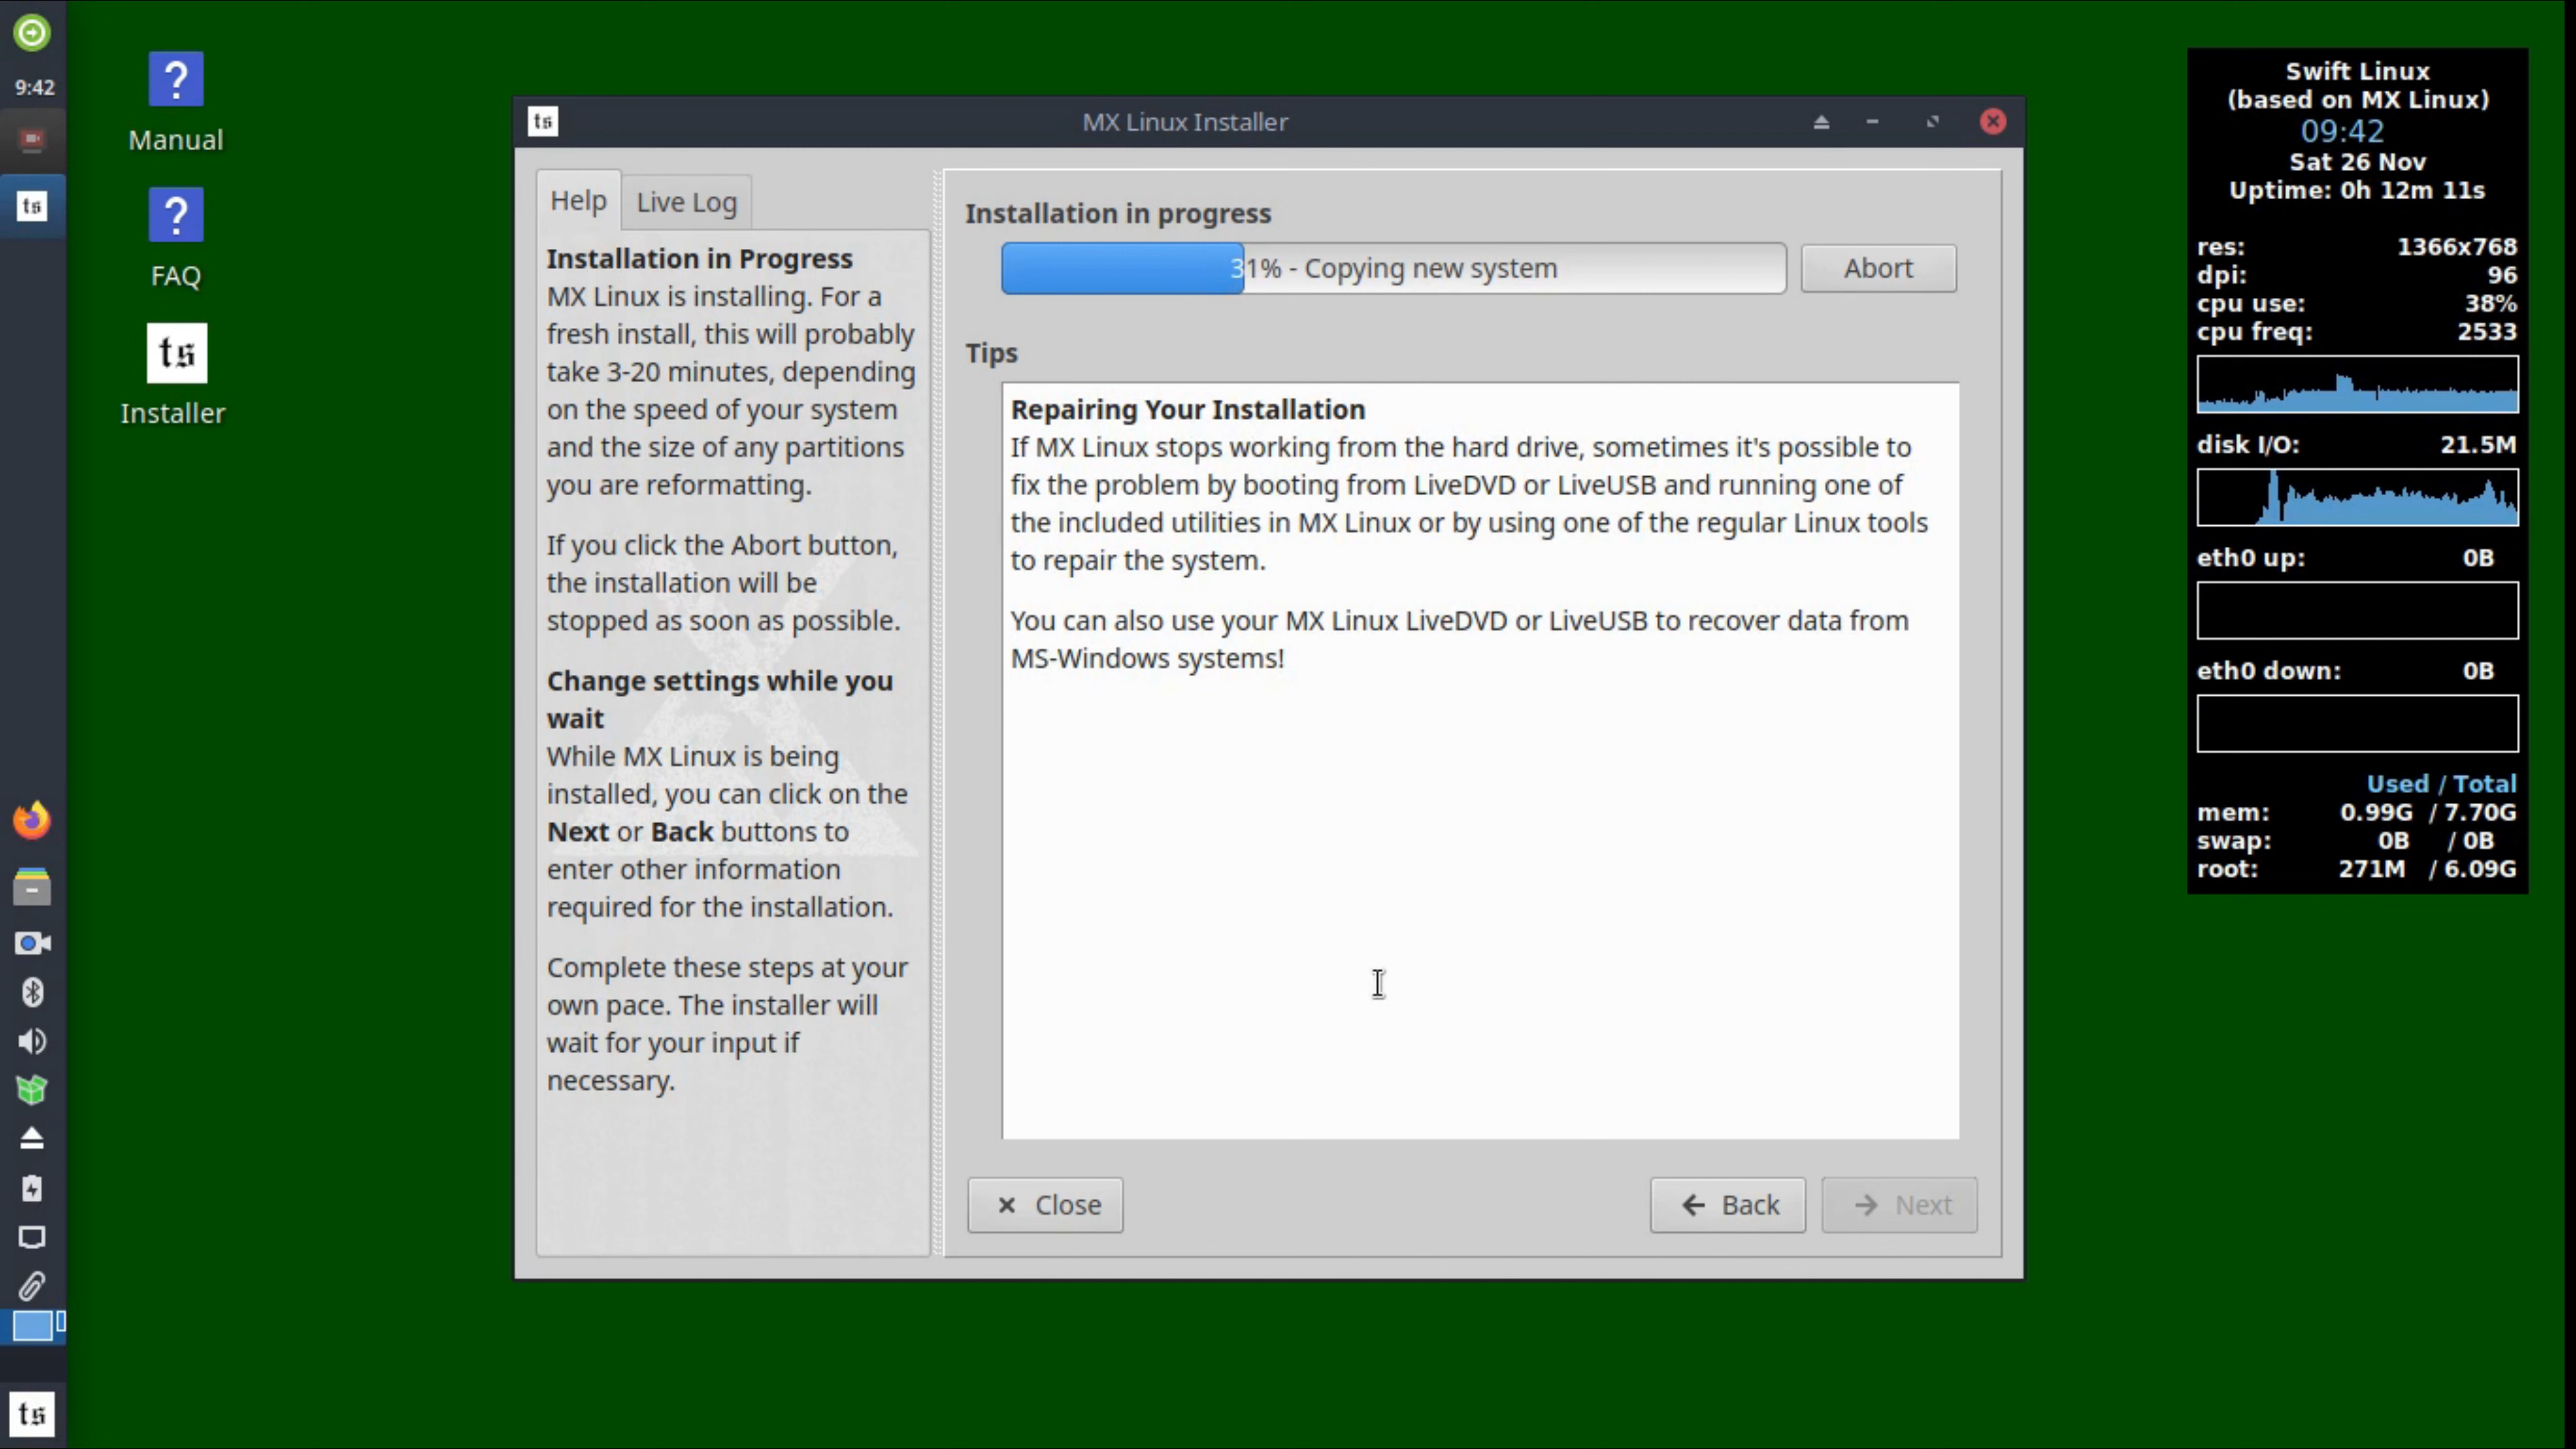 9:42
Manual
FAQ
ts
Installer
ts
ts
ts
MX Linux Installer
Help
Live Log
Installation in Progress
MX Linux is installing. For a
fresh install, this will probably
take 3-20 minutes, depending
on the speed of your system
and the size of any partitions
you are reformatting.
If you click the Abort button,
the installation will be
stopped as soon as possible.
Change settings while you
wait
While MX Linux is being
installed, you can click on the
Next or Back buttons to
enter other information
required for the installation.
Complete these steps at your
own pace. The installer will
wait for your input if
necessary.
Installation in progress
31% - Copying new system
Abort
Tips
Repairing Your Installation
If MX Linux stops working from the hard drive, sometimes it's possible to
fix the problem by booting from LiveDVD or LiveUSB and running one of
the included utilities in MX Linux or by using one of the regular Linux tools
to repair the system.
You can also use your MX Linux LiveDVD or LiveUSB to recover data from
MS-Windows systems!
Close
Back
Next
Swift Linux
(based on MX Linux)
09:42
Sat 26 Nov
Uptime: 0h 12m 11s
res: 1366x768
dpi: 96
cpu use: 38%
cpu freq: 2533
disk I/O: 21.5M
eth0 up: 0B
eth0 down: 0B
Used / Total
mem: 0.99G / 7.70G
swap: 0B / 0B
root: 271M / 6.09G